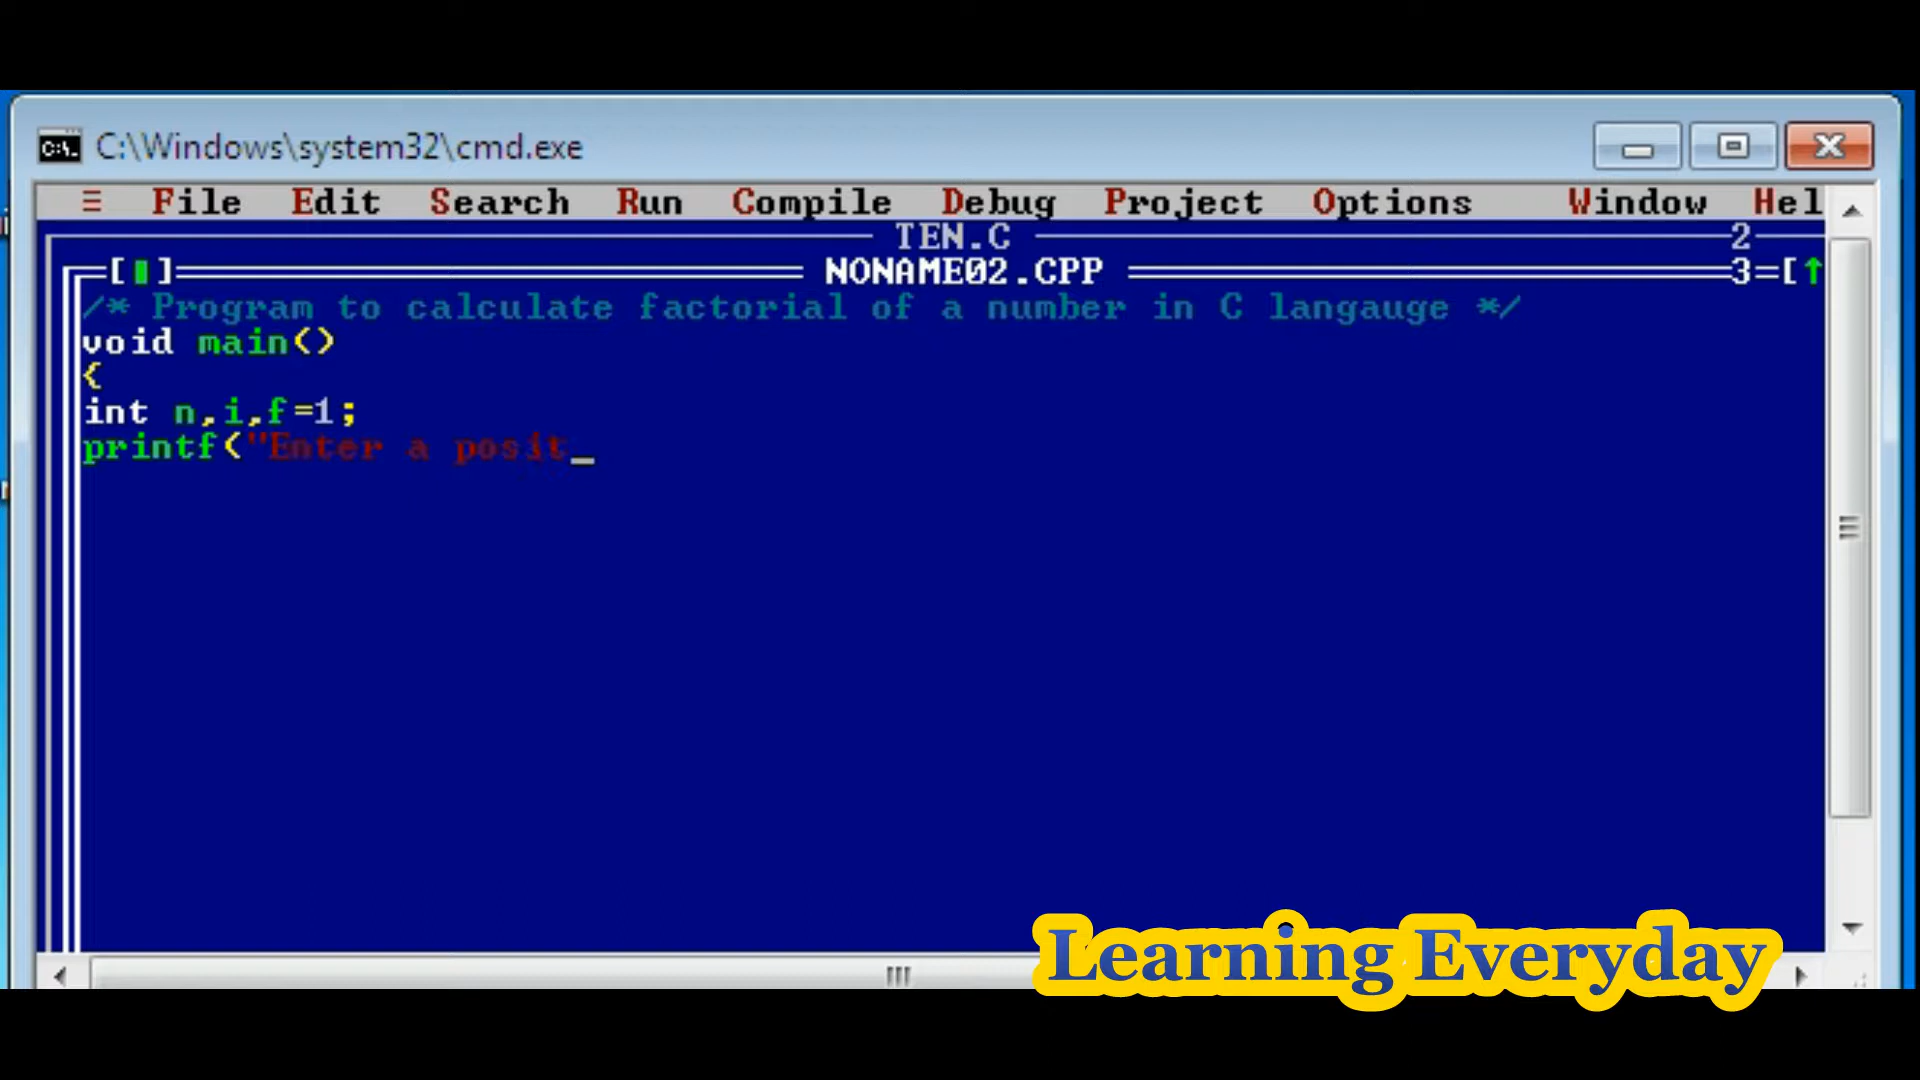 C:\Windows\system32\cmd.exe
≡ File Edit Search Run Compile Debug Project Options Window Hel
TEN.C 2
[▮] NONAME02.CPP 3=[↑
/* Program to calculate factorial of a number in C langauge */
void main()
{
int n,i,f=1;
printf("Enter a posit_
Learning Everyday